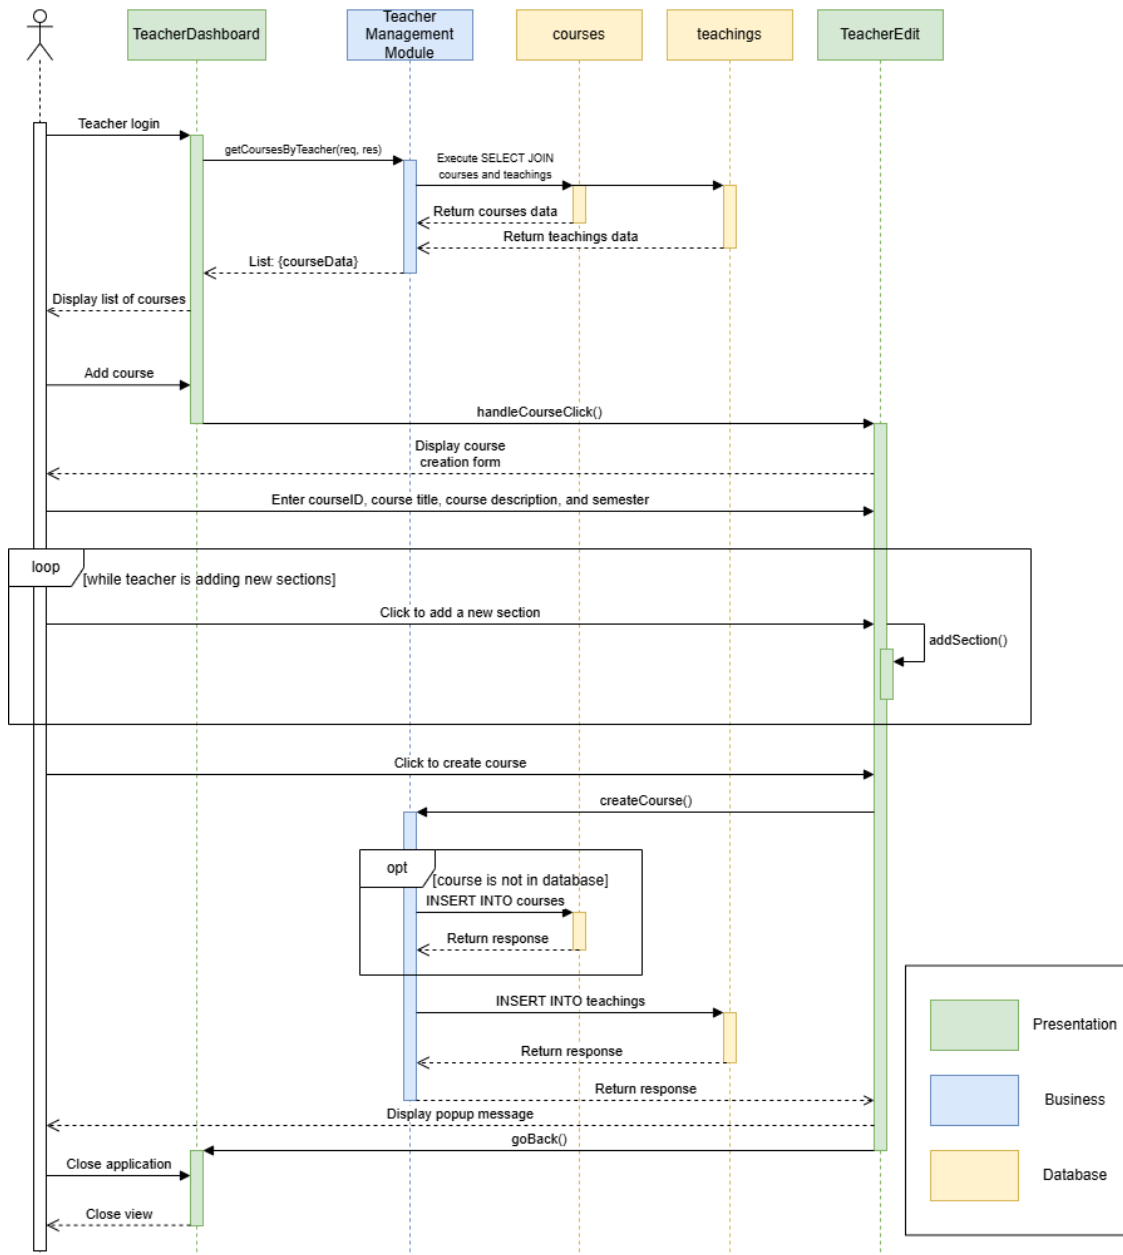 TeacherDashboard
Teacher
Management
Module
courses
teachings
TeacherEdit
Teacher login
getCoursesByTeacher(req, res)
Execute SELECT JOIN
courses and teachings
Return courses data
Return teachings data
List: {courseData}
Display list of courses
Add course
handleCourseClick()
Display course
creation form
Enter courseID, course title, course description, and semester
loop
[while teacher is adding new sections]
Click to add a new section
addSection()
Click to create course
createCourse()
opt
[course is not in database]
INSERT INTO courses
Return response
INSERT INTO teachings
Return response
Return response
Display popup message
goBack()
Close application
Close view
Presentation
Business
Database